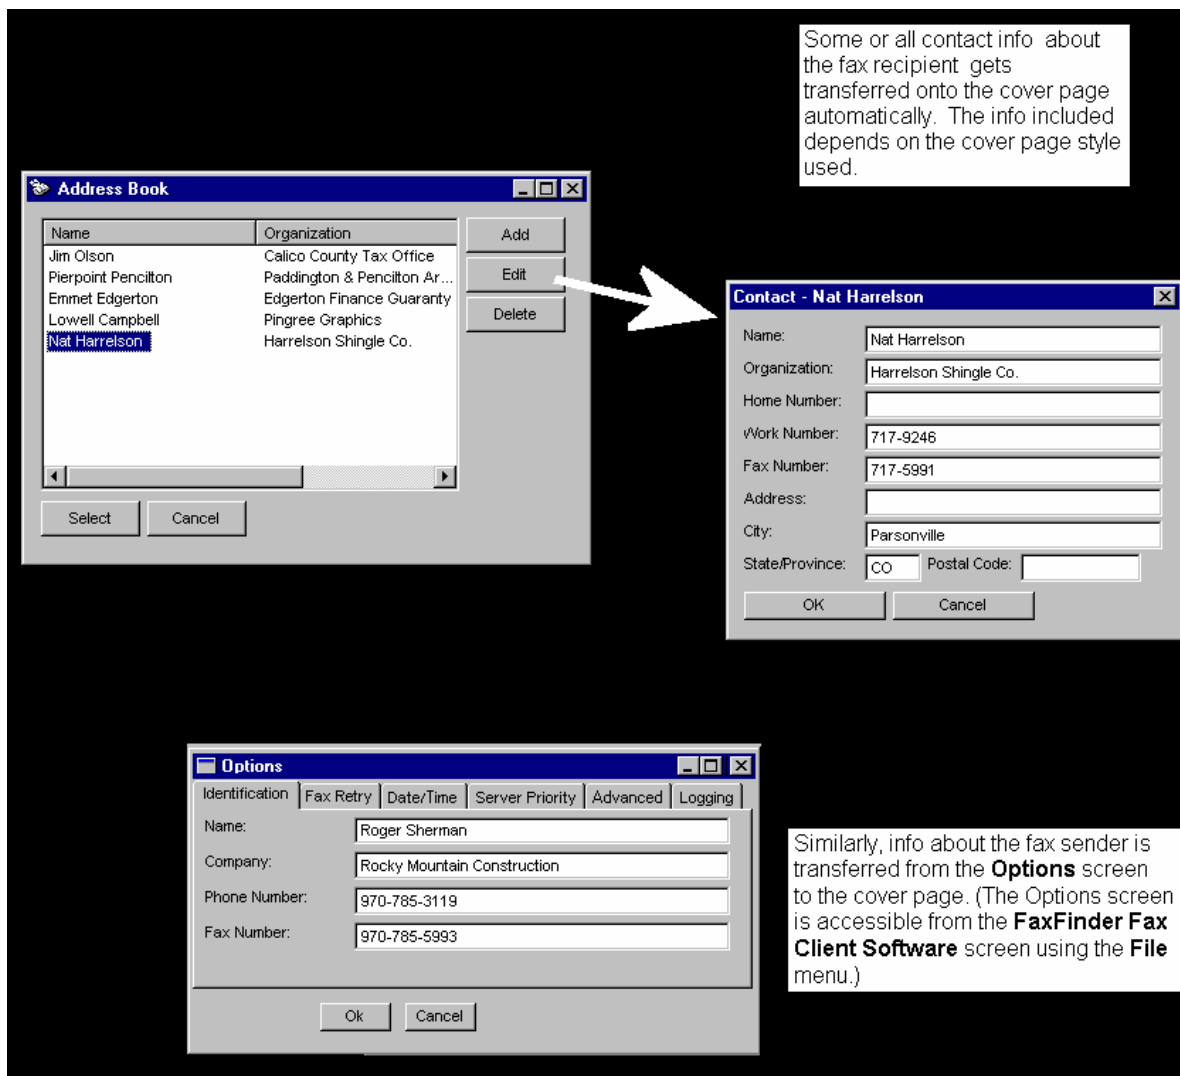 Some or all contact info about
the fax recipient gets
transferred onto the cover page
automatically. The info included
depends on the cover page style
used.
Address Book
Name Organization
Jim Olson Calico County Tax Office
Pierpoint Pencilton Paddington & Pencilton Ar...
Emmet Edgerton Edgerton Finance Guaranty
Lowell Campbell Pingree Graphics
Nat Harrelson Harrelson Shingle Co.
Add
Edit
Delete
Select Cancel
Contact - Nat Harrelson
Name: Nat Harrelson
Organization: Harrelson Shingle Co.
Home Number:
Work Number: 717-9246
Fax Number: 717-5991
Address:
City: Parsonville
State/Province: CO Postal Code:
OK Cancel
Options
Identification Fax Retry Date/Time Server Priority Advanced Logging
Name: Roger Sherman
Company: Rocky Mountain Construction
Phone Number: 970-785-3119
Fax Number: 970-785-5993
Ok Cancel
Similarly, info about the fax sender is
transferred from the Options screen
to the cover page. (The Options screen
is accessible from the FaxFinder Fax
Client Software screen using the File
menu.)